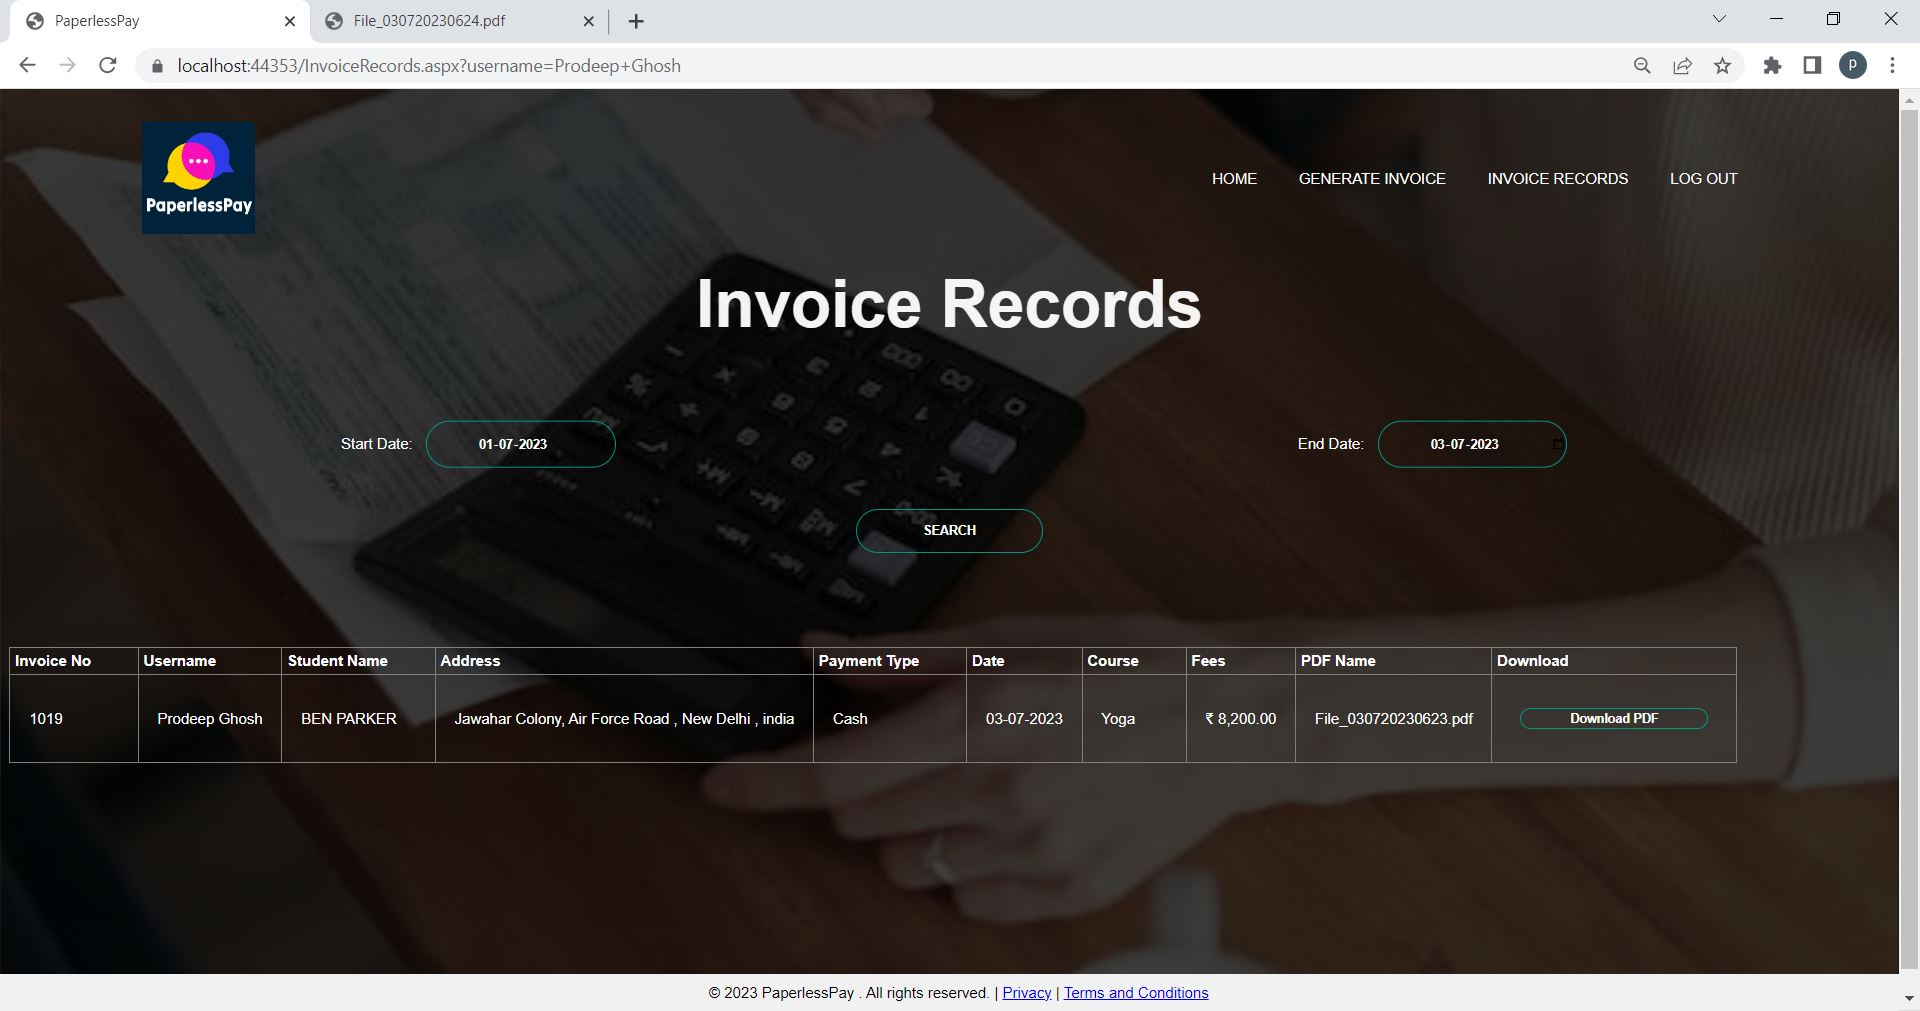 PaperlessPay
File_030720230624.pdf
localhost:44353/InvoiceRecords.aspx?username=Prodeep+Ghosh
P
PaperlessPay
HOME GENERATE INVOICE INVOICE RECORDS LOG OUT
Invoice Records
Start Date: 01-07-2023 End Date: 03-07-2023
SEARCH
Invoice No Username Student Name Address Payment Type Date Course Fees PDF Name Download
1019 Prodeep Ghosh BEN PARKER Jawahar Colony, Air Force Road , New Delhi , india Cash 03-07-2023 Yoga ₹ 8,200.00 File_030720230623.pdf Download PDF
© 2023 PaperlessPay . All rights reserved. | Privacy | Terms and Conditions